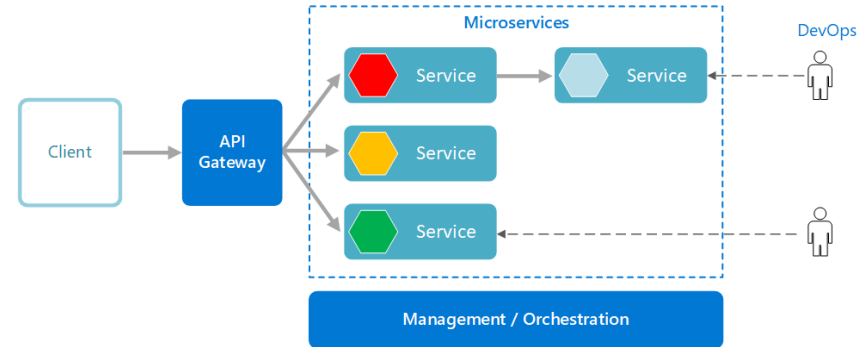 Microservices
DevOps
Service
Service
Client
API
Gateway
Service
Service
Management / Orchestration